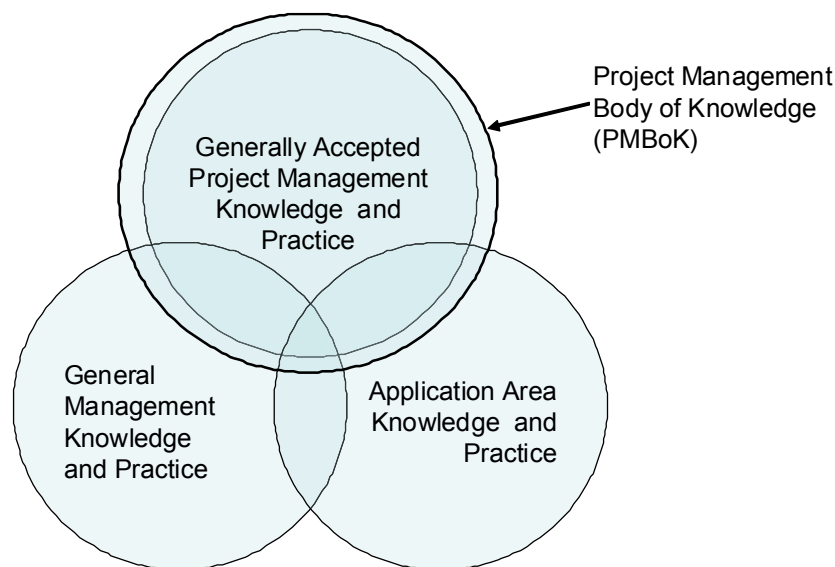 Project Management
Body of Knowledge
(PMBoK)
Generally Accepted
Project Management
Knowledge and
Practice
General
Management
Knowledge
and Practice
Application Area
Knowledge and
Practice